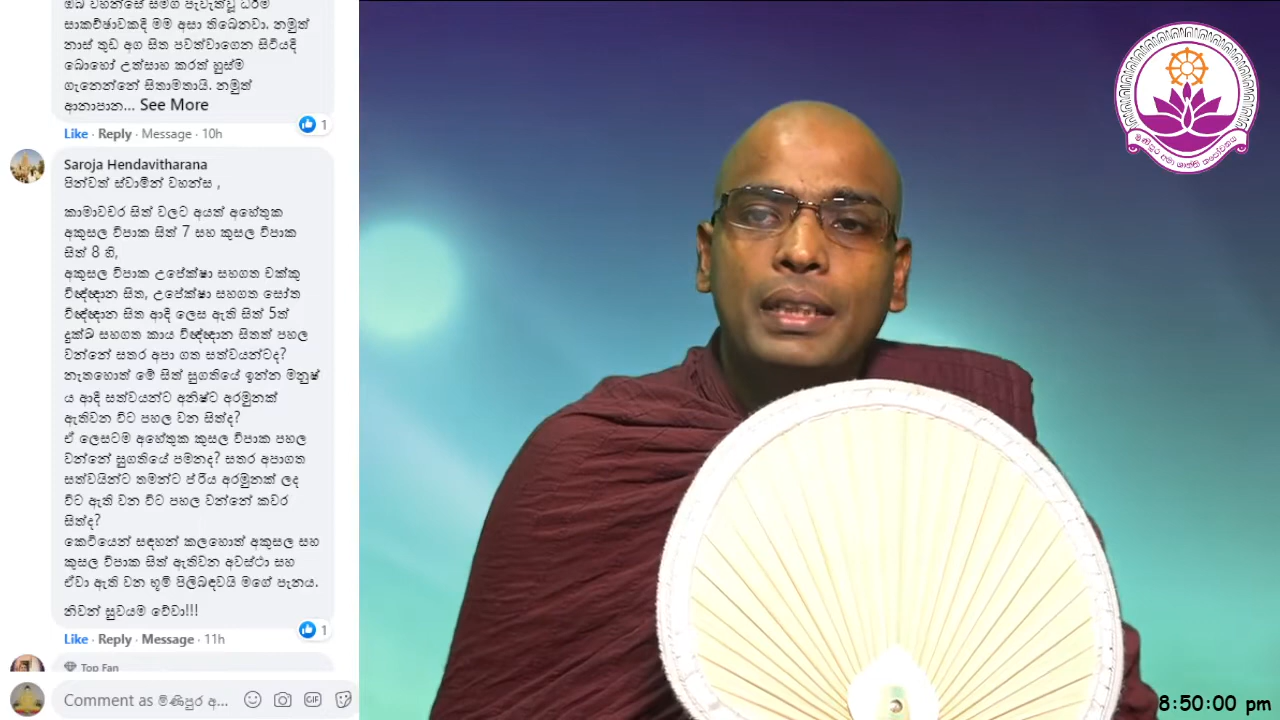 ඔබ වහන්සේ සමග පැවැත්වූ ධර්ම
සාකච්ඡාවකදී මම අසා තිබෙනවා. නමුත්
නාස් තුඩ අග සිත පවත්වාගෙන සිටියදී
බොහෝ උත්සාහ කරත් හුස්ම
ගැනෙන්නේ සිතාමතායි. නමුත්
ආනාපාන... See More
Like · Reply · Message · 10h
1
Saroja Hendavitharana
පින්වත් ස්වාමීන් වහන්ස ,
කාමාවචර සිත් වලට අයත් අහේතුක
අකුසල විපාක සිත් 7 සහ කුසල විපාක
සිත් 8 හි,
අකුසල විපාක උපේක්ෂා සහගත චක්කු
විඤ්ඤාන සිත, උපේක්ෂා සහගත සෝත
විඤ්ඤාන සිත ආදී ලෙස ඇති සිත් 5ත්
දුක්ඛ සහගත කාය විඤ්ඤාන සිතත් පහල
වන්නේ සතර අපා ගත සත්වයන්ටද?
නැතහොත් මේ සිත් සුගතියේ ඉන්න මනුෂ්
ය ආදී සත්වයන්ට අනිෂ්ට අරමුනක්
ඇතිවන විට පහල වන සිත්ද?
ඒ ලෙසටම අහේතුක කුසල විපාක පහල
වන්නේ සුගතියේ පමනද? සතර අපාගත
සත්වයින්ට තමන්ට ප්රිය අරමුනක් ලද
විට ඇති වන විට පහල වන්නේ කවර
සිත්ද?
කෙටියෙන් සඳහන් කලහොත් අකුසල සහ
කුසල විපාක සිත් ඇතිවන අවස්ථා සහ
ඒවා ඇති වන භූමි පිලිබඳවයි මගේ පැනය.
නිවන් සුවයම වේවා!!!
Like · Reply · Message · 11h
1
Top Fan
Comment as මිණිපුර අ...
8:50:00 pm